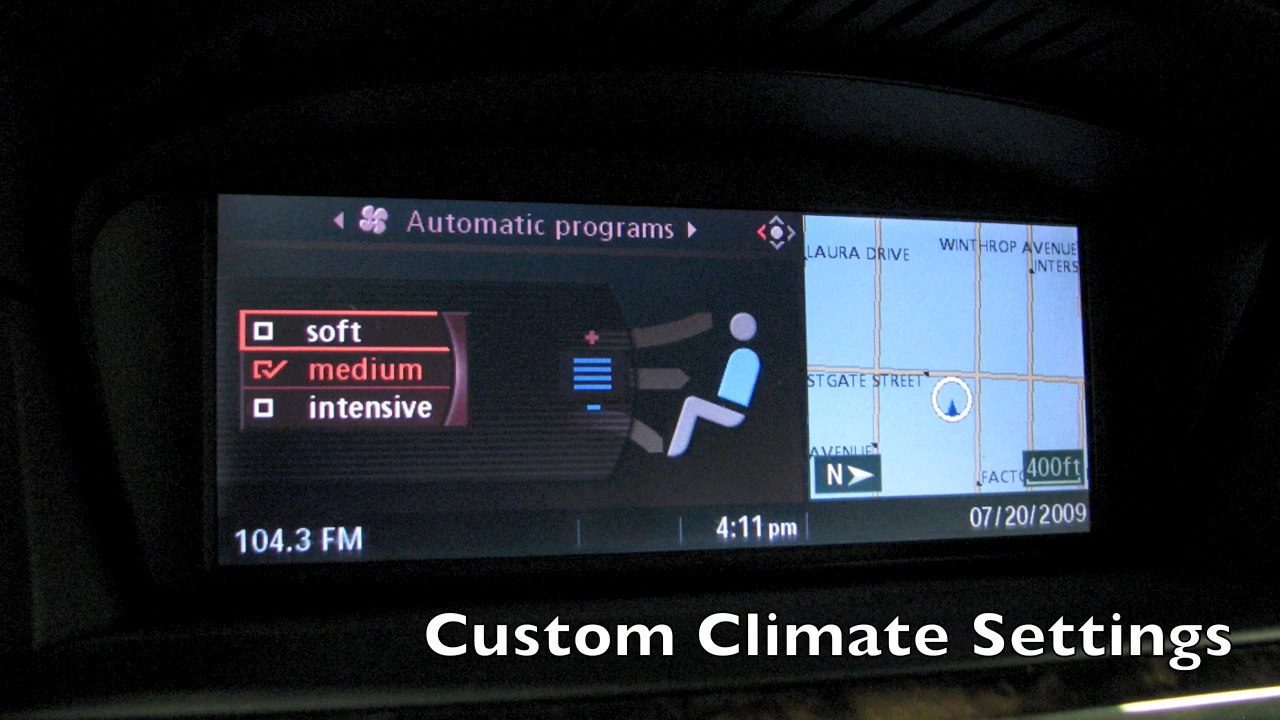 Automatic programs
soft
medium
intensive
LAURA DRIVE
WINTHROP AVENUE
INTERS
STGATE STREET
AVENUE
N
FACTO
400ft
104.3 FM
4:11 pm
07/20/2009
Custom Climate Settings